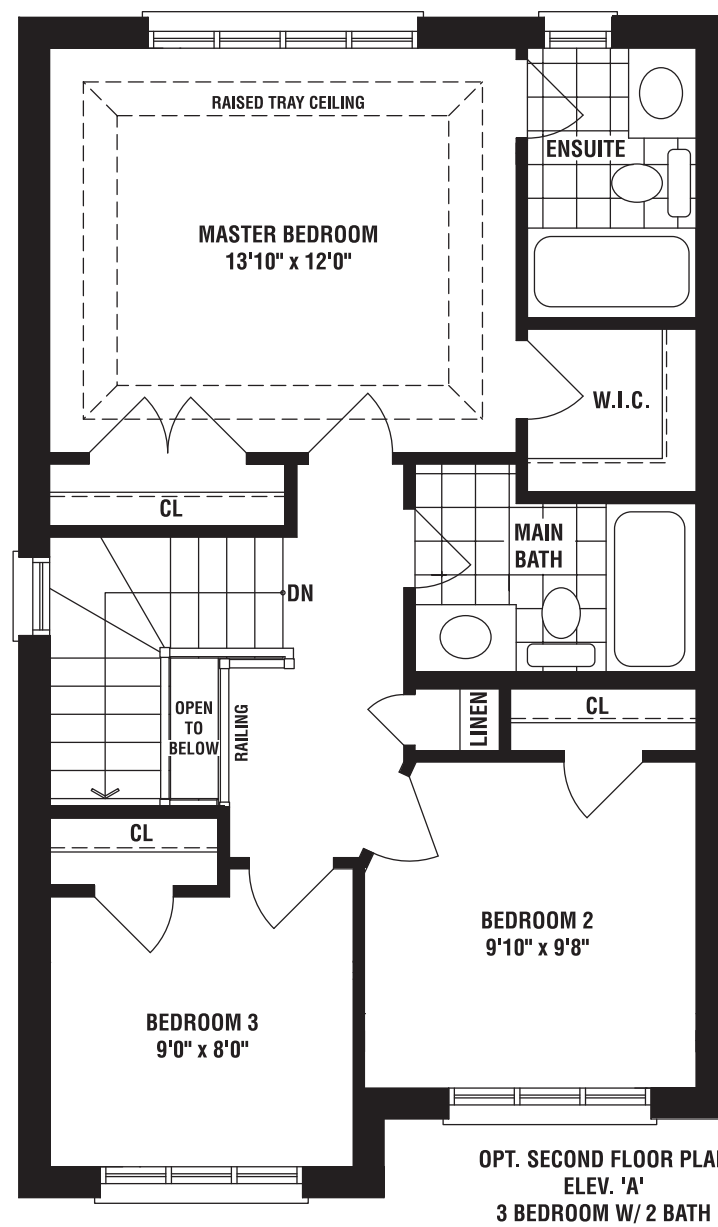 RAISED TRAY CEILING
ENSUITE
MASTER BEDROOM
13'10" x 12'0"
W.I.C.
CL
MAIN
BATH
DN
OPEN
TO
BELOW
RAILING
LINEN
CL
CL
BEDROOM 2
9'10" x 9'8"
BEDROOM 3
9'0" x 8'0"
OPT. SECOND FLOOR PLA
ELEV. 'A'
3 BEDROOM W/ 2 BATH